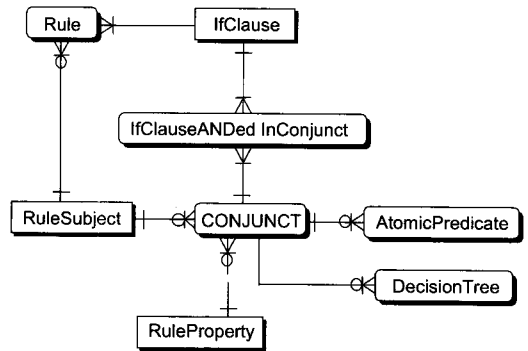 Rule
IfClause
IfClauseANDed InConjunct
RuleSubject
CONJUNCT
AtomicPredicate
DecisionTree
RuleProperty